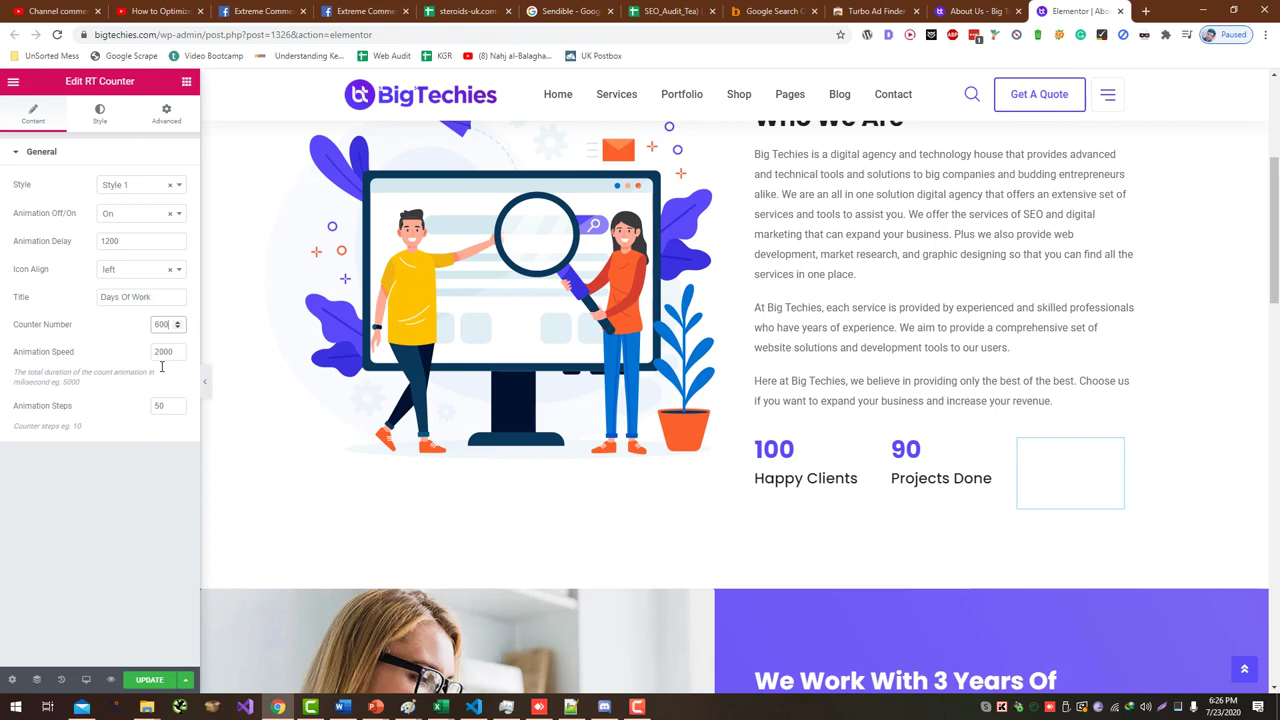 How to Worn
Extreme Comme
Extreme Comme
steroids-uk.com
Sendible - Goog
SEO_Audit_Tea)
Google Search C
Turbo Ad Finder
About Us - Big T
Elementor | Abo
bigtechies.com/wp-admin/post.php?post=1326&action=elementor
Paused
UnSorted Mess
Google Scrape
Video Bootcamp
Understanding Ke...
Web Audit
KGR
(8) Nahj al-Balagha...
UK Postbox
Edit RT Counter
Content
Style
Advanced
General
Style
Style 1
Animation Off/On
On
Animation Delay
1200
Icon Align
left
Title
Days Of Work
Counter Number
600
Animation Speed
2000
The total duration of the count animation in
milisecond eg. 5000
Animation Steps
50
Counter steps eg. 10
UPDATE
BigTechies
Home
Services
Portfolio
Shop
Pages
Blog
Contact
Get A Quote
Who We Are
Big Techies is a digital agency and technology house that provides advanced
and technical tools and solutions to big companies and budding entrepreneurs
alike. We are an all in one solution digital agency that offers an extensive set of
services and tools to assist you. We offer the services of SEO and digital
marketing that can expand your business. Plus we also provide web
development, market research, and graphic designing so that you can find all the
services in one place.
At Big Techies, each service is provided by experienced and skilled professionals
who have years of experience. We aim to provide a comprehensive set of
website solutions and development tools to our users.
Here at Big Techies, we believe in providing only the best of the best. Choose us
if you want to expand your business and increase your revenue.
100
Happy Clients
90
Projects Done
We Work With 3 Years Of
6:26 PM
7/23/2020